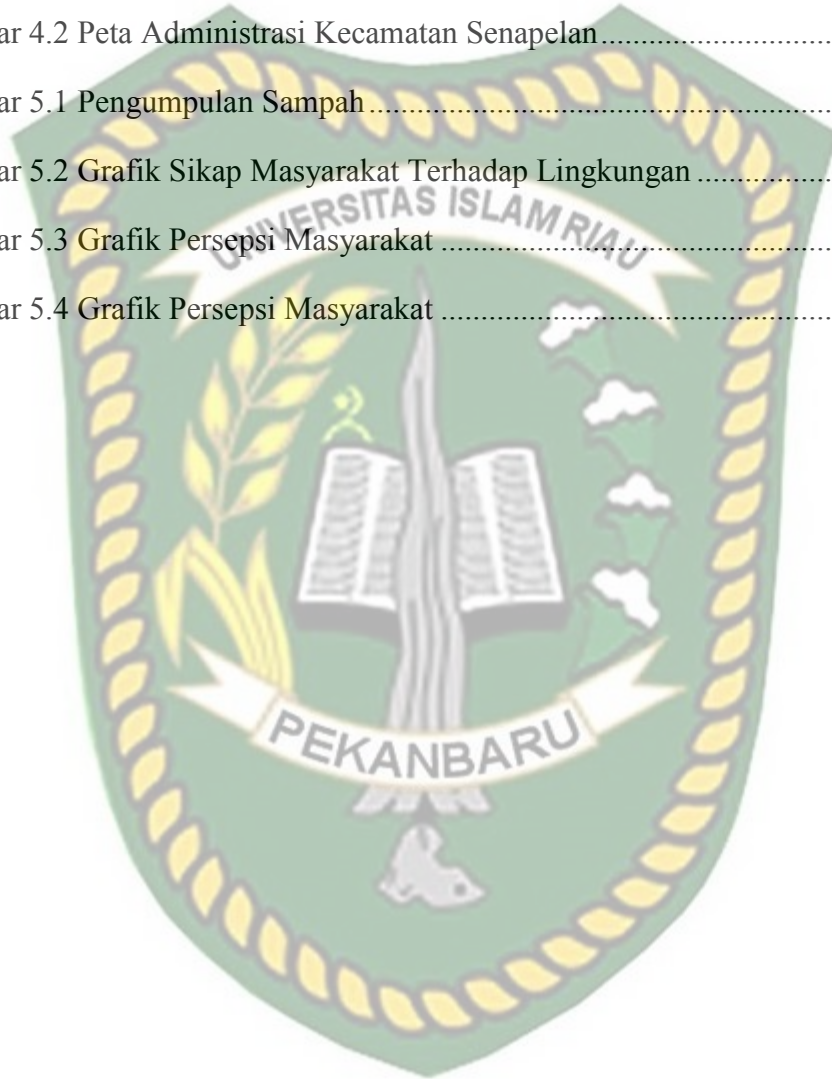 ar 4.2 Peta Administrasi Kecamatan Senapelan..........................
ar 5.1 Pengumpulan Sampah..........................................................
ar 5.2 Grafik Sikap Masyarakat Terhadap Lingkungan.................
ar 5.3 Grafik Persepsi Masyarakat..................................................
ar 5.4 Grafik Persepsi Masyarakat..................................................
UNIVERSITAS ISLAM RIAU
PEKANBARU